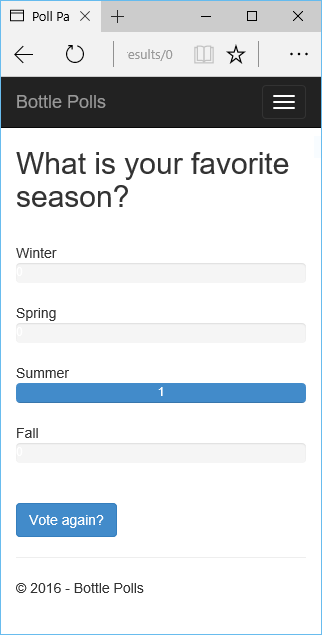 Poll Pa
esults/0
Bottle Polls
What is your favorite
season?
Winter
0
Spring
0
Summer
1
Fall
0
Vote again?
© 2016 - Bottle Polls